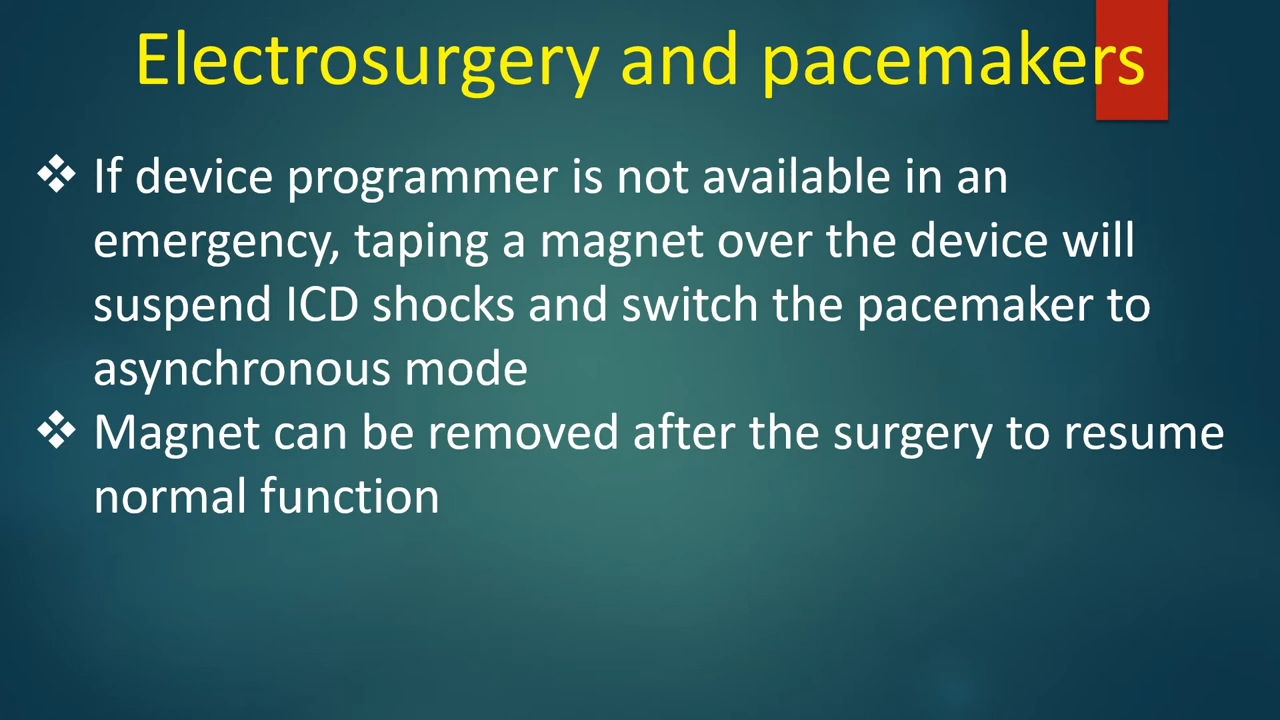 Electrosurgery and pacemakers
❖ If device programmer is not available in an
emergency, taping a magnet over the device will
suspend ICD shocks and switch the pacemaker to
asynchronous mode
❖ Magnet can be removed after the surgery to resume
normal function